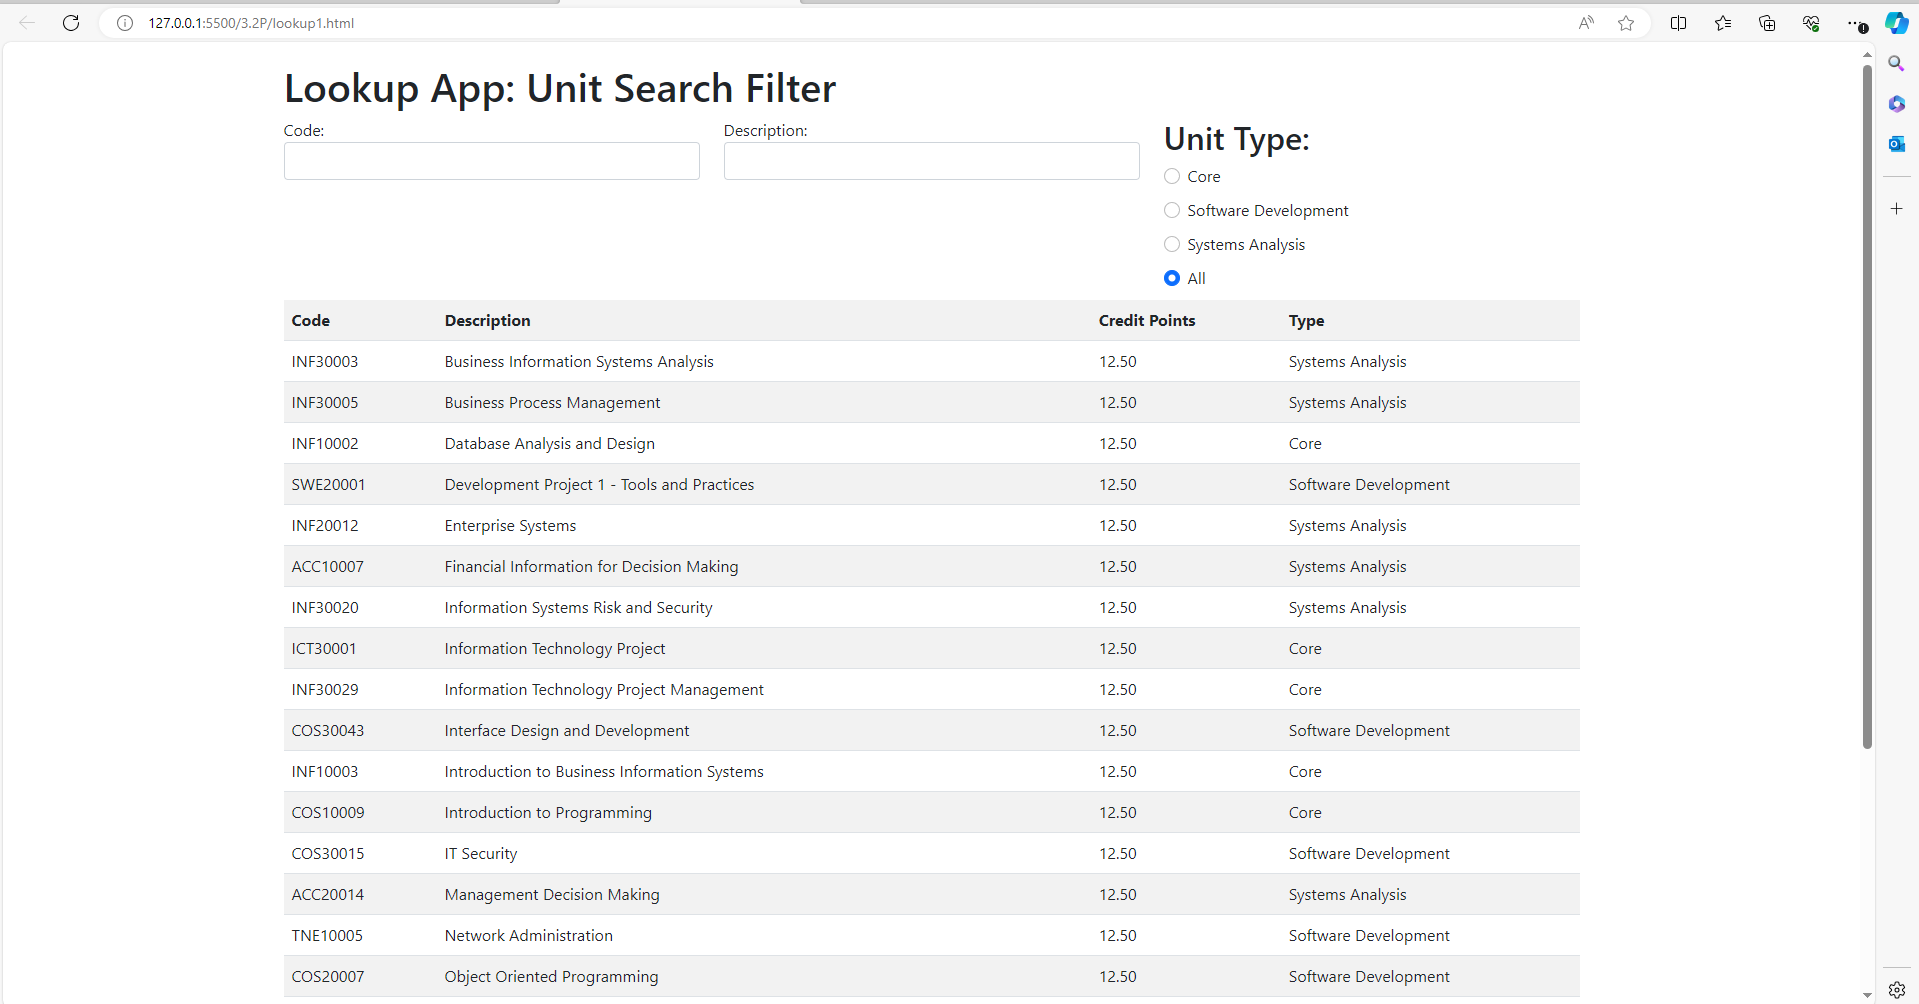 127.0.0.1:5500/3.2P/lookup1.html
Lookup App: Unit Search Filter
Code:
Description:
Unit Type:
Core
Software Development
Systems Analysis
All
Code Description Credit Points Type
INF30003 Business Information Systems Analysis 12.50 Systems Analysis
INF30005 Business Process Management 12.50 Systems Analysis
INF10002 Database Analysis and Design 12.50 Core
SWE20001 Development Project 1 - Tools and Practices 12.50 Software Development
INF20012 Enterprise Systems 12.50 Systems Analysis
ACC10007 Financial Information for Decision Making 12.50 Systems Analysis
INF30020 Information Systems Risk and Security 12.50 Systems Analysis
ICT30001 Information Technology Project 12.50 Core
INF30029 Information Technology Project Management 12.50 Core
COS30043 Interface Design and Development 12.50 Software Development
INF10003 Introduction to Business Information Systems 12.50 Core
COS10009 Introduction to Programming 12.50 Core
COS30015 IT Security 12.50 Software Development
ACC20014 Management Decision Making 12.50 Systems Analysis
TNE10005 Network Administration 12.50 Software Development
COS20007 Object Oriented Programming 12.50 Software Development